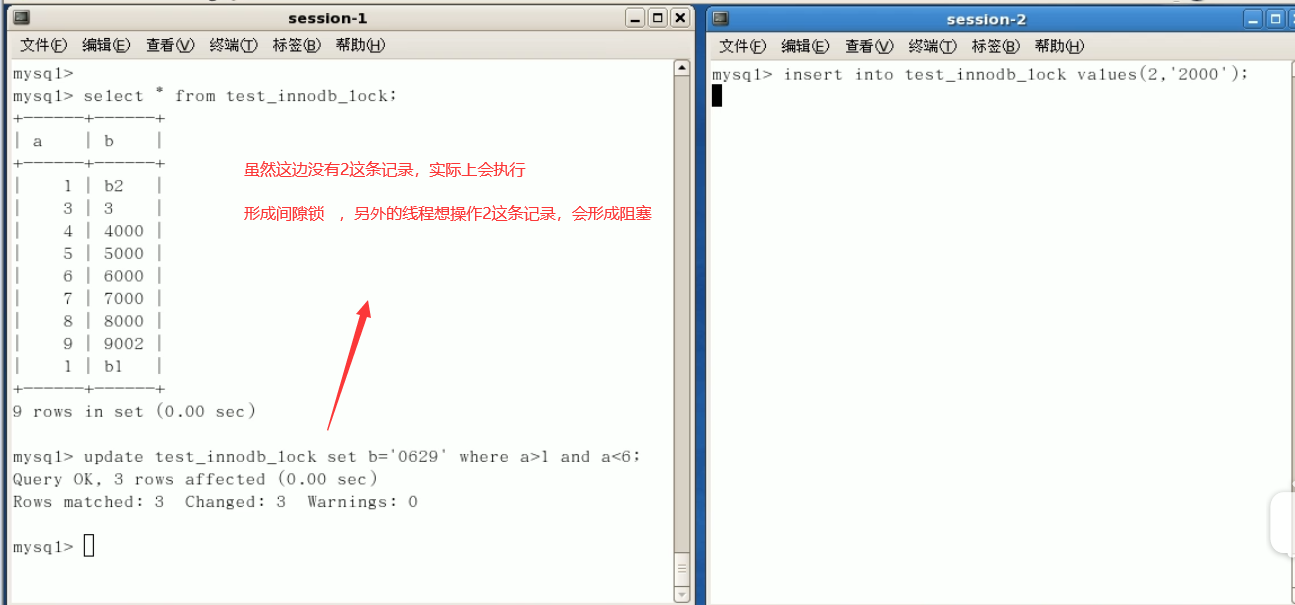 session-1
文件(F) 编辑(E) 查看(V) 终端(T) 标签(B) 帮助(H)
mysql>
mysql> select * from test_innodb_lock;
+------+------+
| a    | b    |
+------+------+
|    1 | b2   |
|    3 | 3    |
|    4 | 4000 |
|    5 | 5000 |
|    6 | 6000 |
|    7 | 7000 |
|    8 | 8000 |
|    9 | 9002 |
|    1 | b1   |
+------+------+
9 rows in set (0.00 sec)
mysql> update test_innodb_lock set b='0629' where a>1 and a<6;
Query OK, 3 rows affected (0.00 sec)
Rows matched: 3  Changed: 3  Warnings: 0
mysql>
虽然这边没有2这条记录，实际上会执行
形成间隙锁 ，另外的线程想操作2这条记录，会形成阻塞
session-2
文件(F) 编辑(E) 查看(V) 终端(T) 标签(B) 帮助(H)
mysql> insert into test_innodb_lock values(2,'2000');